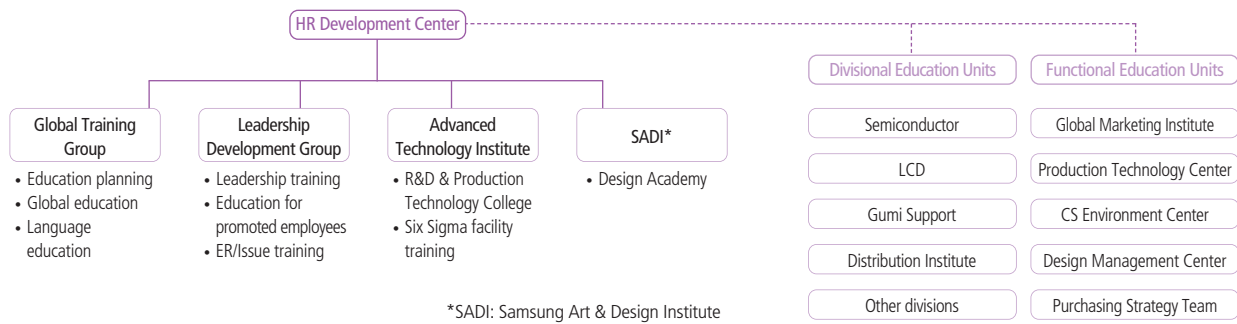 HR Development Center
Divisional Education Units
Functional Education Units
Global Training
Group
• Education planning
• Global education
• Language
education
Leadership
Development Group
• Leadership training
• Education for
promoted employees
• ER/Issue training
Advanced
Technology Institute
• R&D & Production
Technology College
• Six Sigma facility
training
SADI*
• Design Academy
Semiconductor
LCD
Gumi Support
Distribution Institute
Other divisions
Global Marketing Institute
Production Technology Center
CS Environment Center
Design Management Center
Purchasing Strategy Team
*SADI: Samsung Art & Design Institute